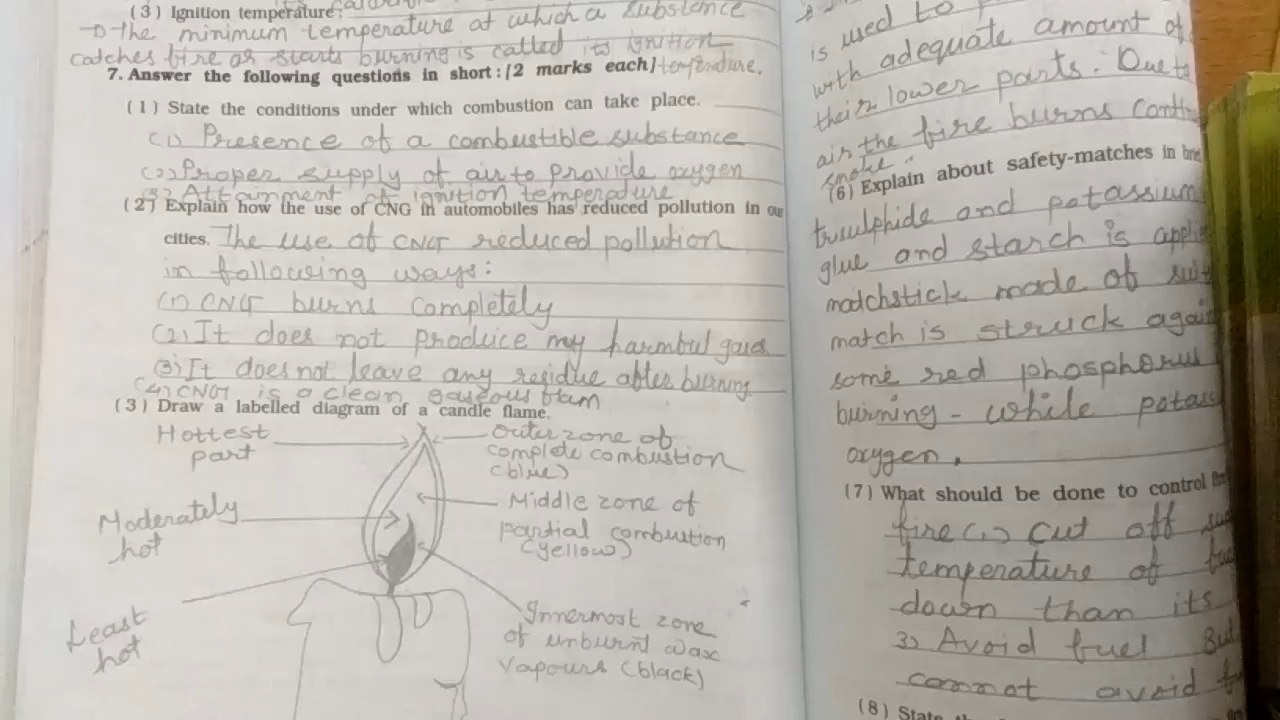 (3) Ignition temperature:
→ the minimum temperature at which a substance
catches fire or starts burning is called its ignition
temperature.
7. Answer the following questions in short: [2 marks each]
(1) State the conditions under which combustion can take place.
(1) Presence of a combustible substance
(2) Proper supply of air to provide oxygen
(3) Attainment of ignition temperature
(2) Explain how the use of CNG in automobiles has reduced pollution in our
cities. The use of CNG reduced pollution
in following ways:
(1) CNG burns completely
(2) It does not produce my harmbul
(3) It does not leave any residue after burning
(4) CNG is a clean gaseous
(3) Draw a labelled diagram of a candle flame.
Hottest
part
Outer zone of
complete combustion
(blue)
Moderately
hot
Middle zone of
partial combustion
(yellow)
Least
hot
Innermost zone
of unburnt wax
vapours (black)
is used to
with adequate amount of
their lower parts. Due to
air the fire burns
smoke.
(6) Explain about safety-matches in
and potassium
glue and starch is
matchstick made of
match is struck
some red phosphorus
burning - while
oxygen.
(7) What should be done to control
fire (1) Cut off
temperature of
down than its
3) Avoid fuel
cannot avoid
(8) State